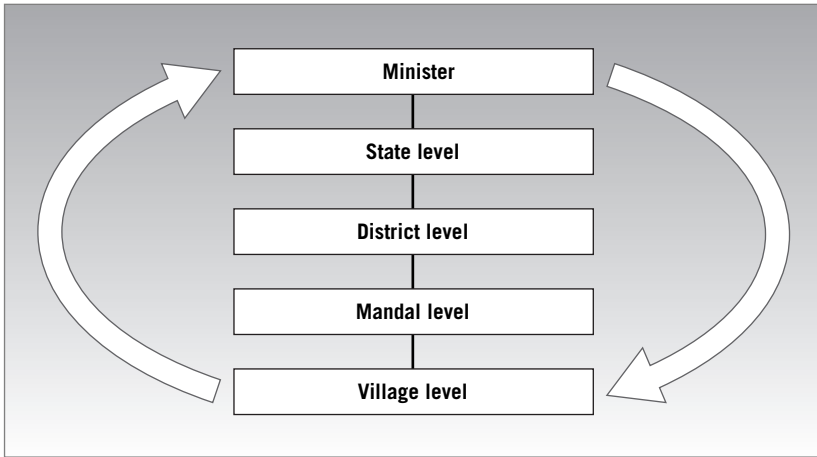 Minister
State level
District level
Mandal level
Village level